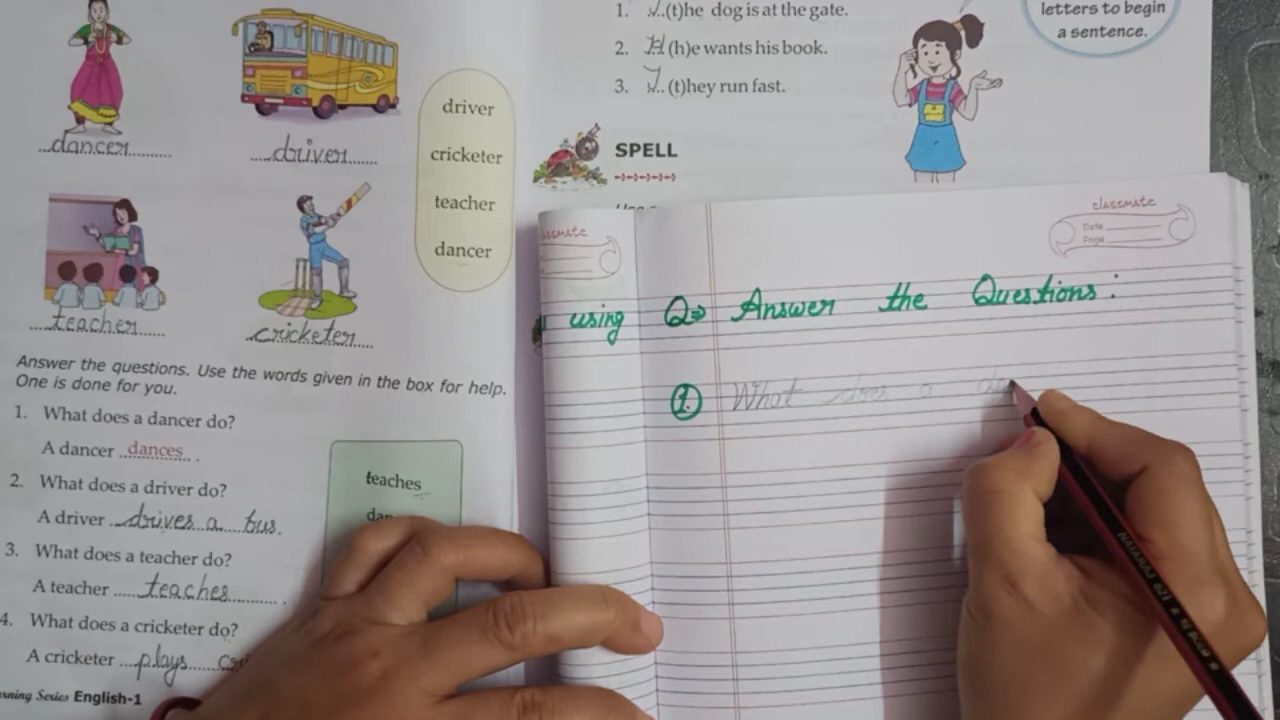 dancer
driver
teacher
cricketer
driver
cricketer
teacher
dancer
Answer the questions. Use the words given in the box for help.
One is done for you.
1. What does a dancer do?
A dancer dances.
2. What does a driver do?
A driver drives a bus.
3. What does a teacher do?
A teacher teaches.
4. What does a cricketer do?
A cricketer plays
teaches
Series English-1
1. (t)he dog is at the gate.
2. H (h)e wants his book.
3. T (t)hey run fast.
letters to begin
a sentence.
SPELL
classmate
Date
Page
using
Q⇒ Answer the Questions:
1. What does a